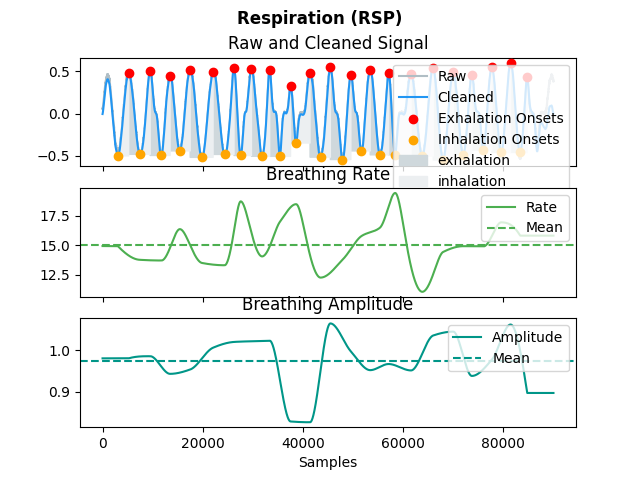 Respiration (RSP)
Raw and Cleaned Signal
0.5
0.0
−0.5
Raw
Cleaned
Exhalation Onsets
Inhalation Onsets
exhalation
inhalation
Breathing Rate
17.5
15.0
12.5
Rate
Mean
Breathing Amplitude
1.0
0.9
Amplitude
Mean
0 20000 40000 60000 80000
Samples